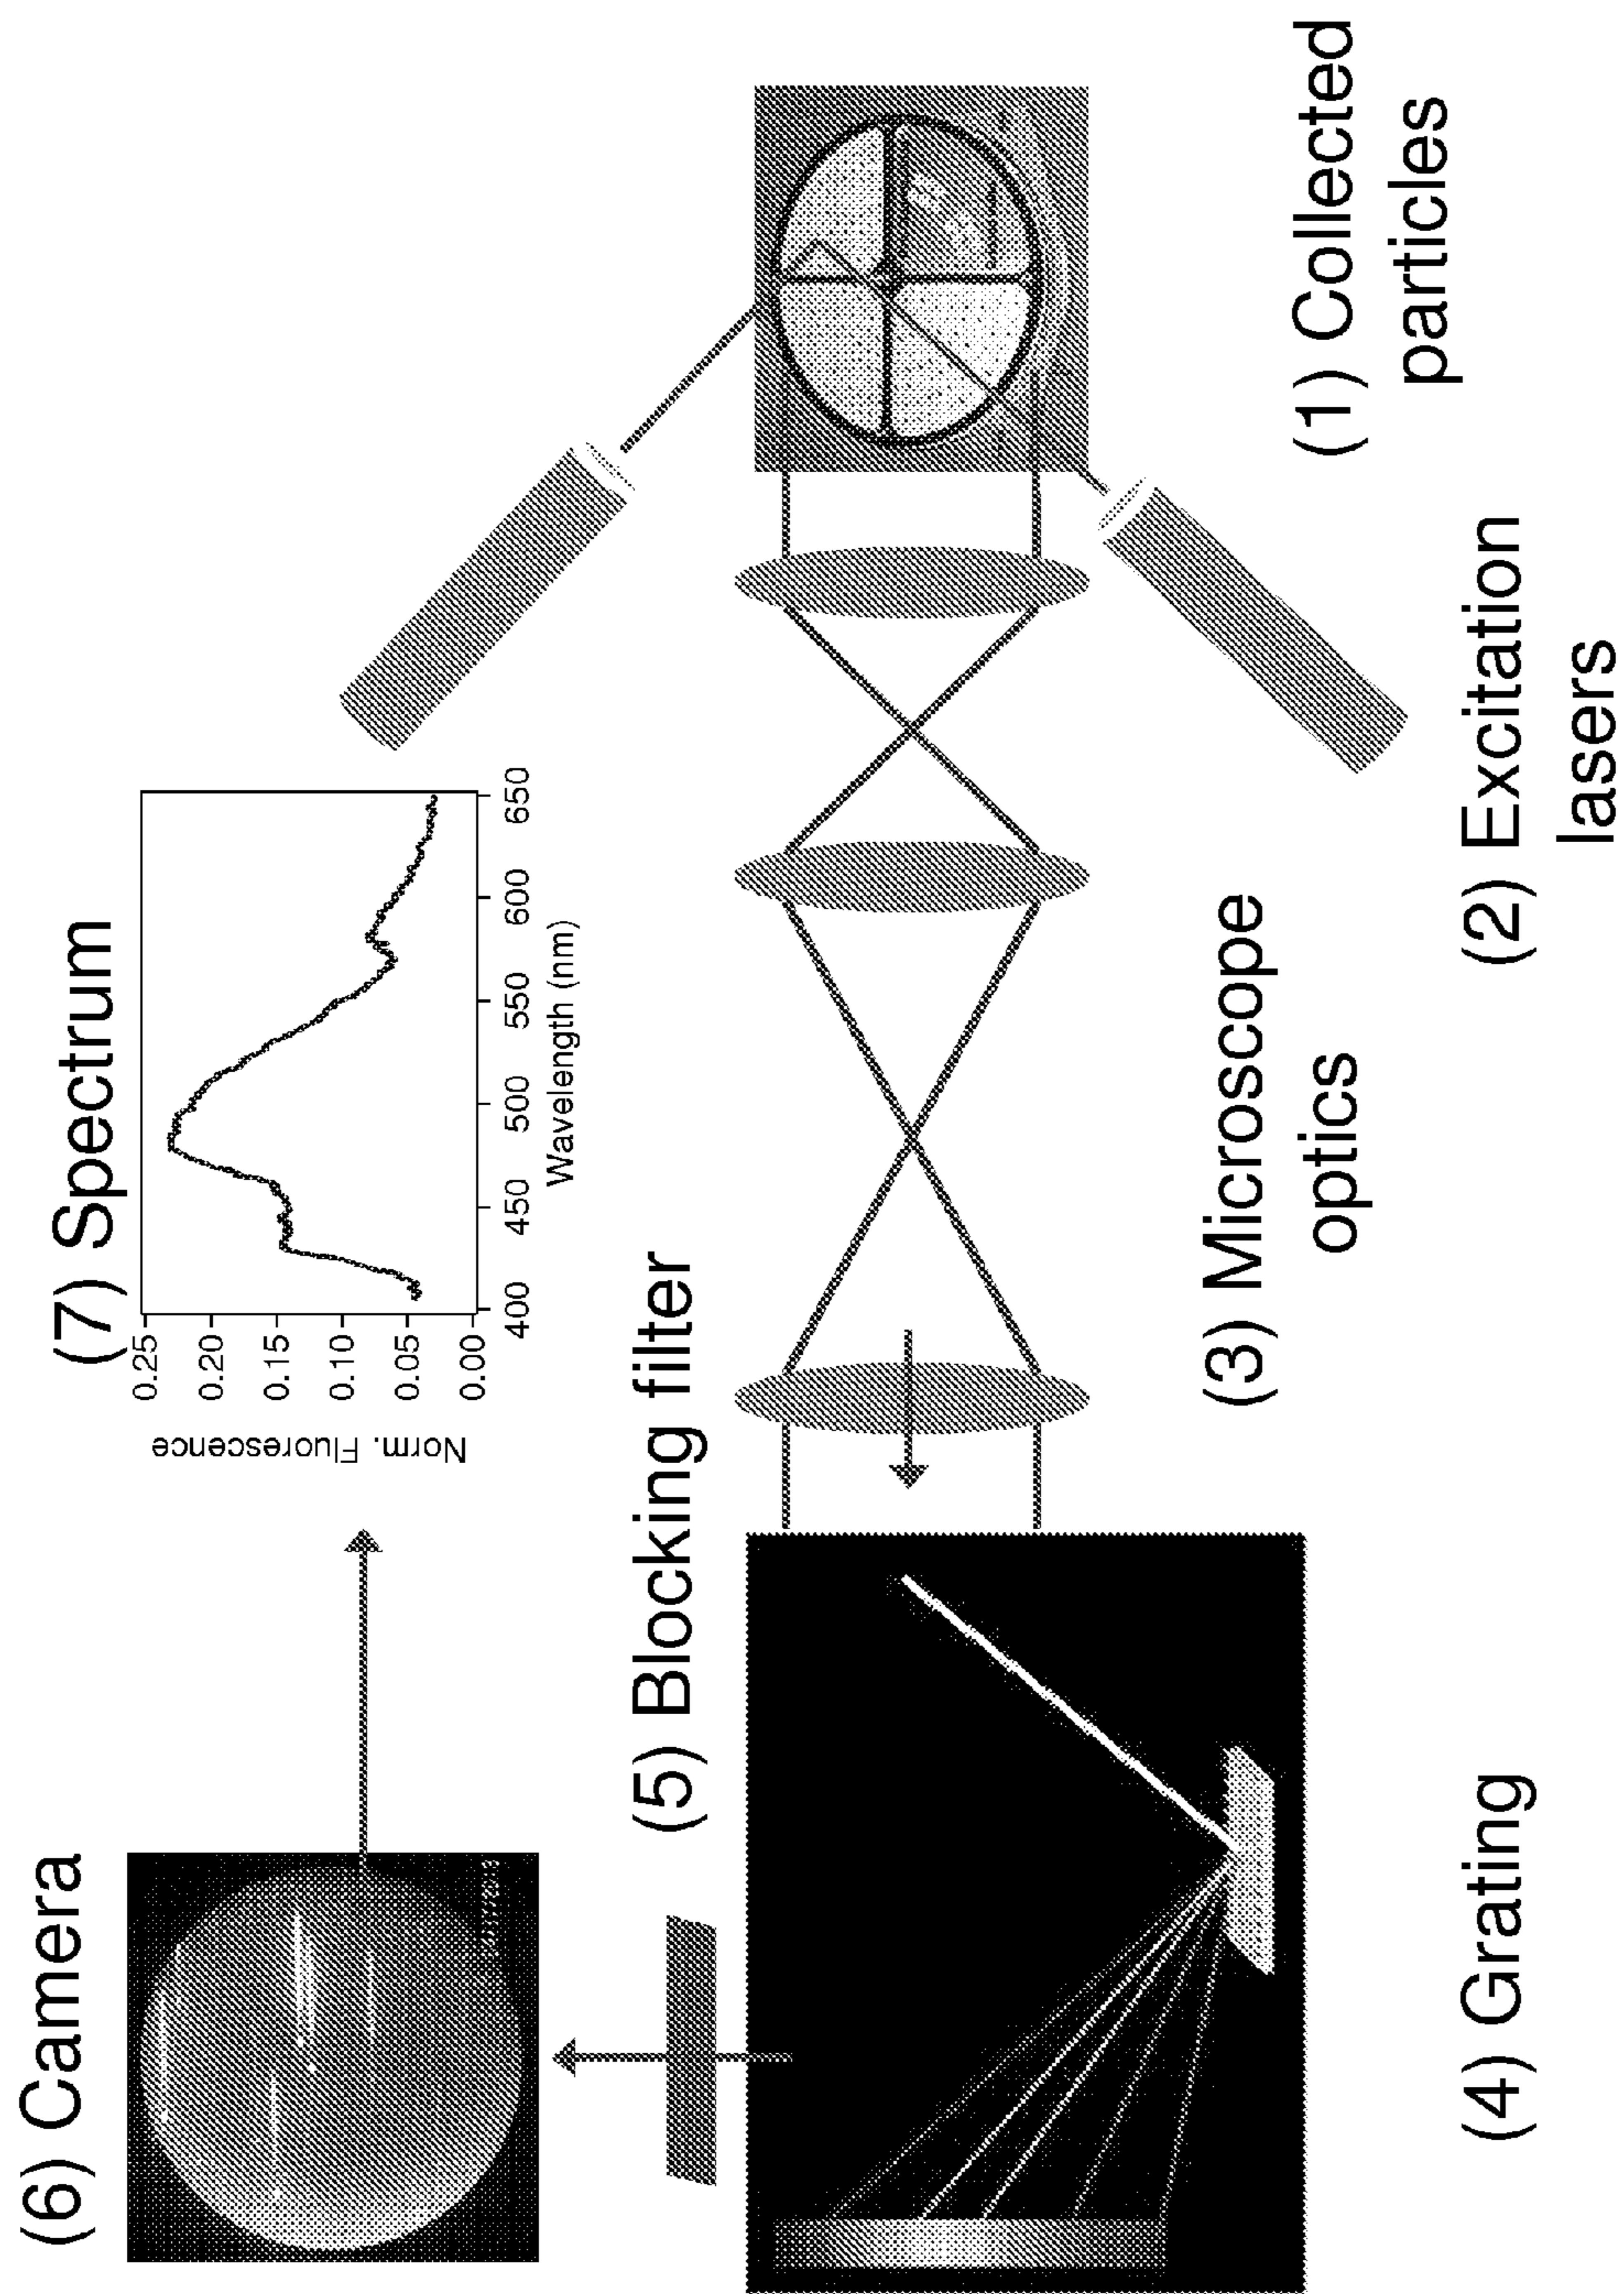 (6) Camera
(7) Spectrum
0.25
0.20
0.15
0.10
0.05
0.00
Norm. Fluorescence
400 450 500 550 600 650
Wavelength (nm)
(5) Blocking filter
(4) Grating
(3) Microscope
optics
(2) Excitation
lasers
(1) Collected
particles